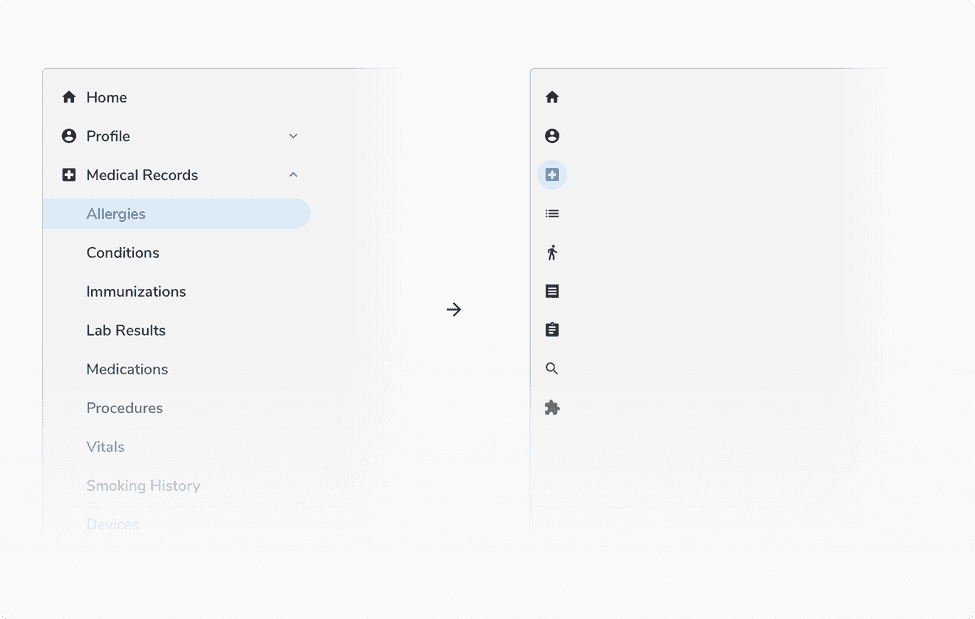 Home
Profile
Medical Records
Allergies
Conditions
Immunizations
Lab Results
Medications
Procedures
Vitals
Smoking History
Devices